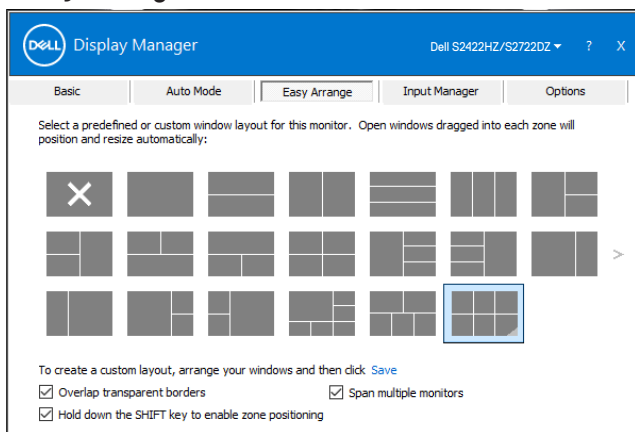 DELL Display Manager Dell S2422HZ/S2722DZ ? X
Basic Auto Mode Easy Arrange Input Manager Options
Select a predefined or custom window layout for this monitor. Open windows dragged into each zone will
position and resize automatically:
>
To create a custom layout, arrange your windows and then click Save
Overlap transparent borders Span multiple monitors
Hold down the SHIFT key to enable zone positioning